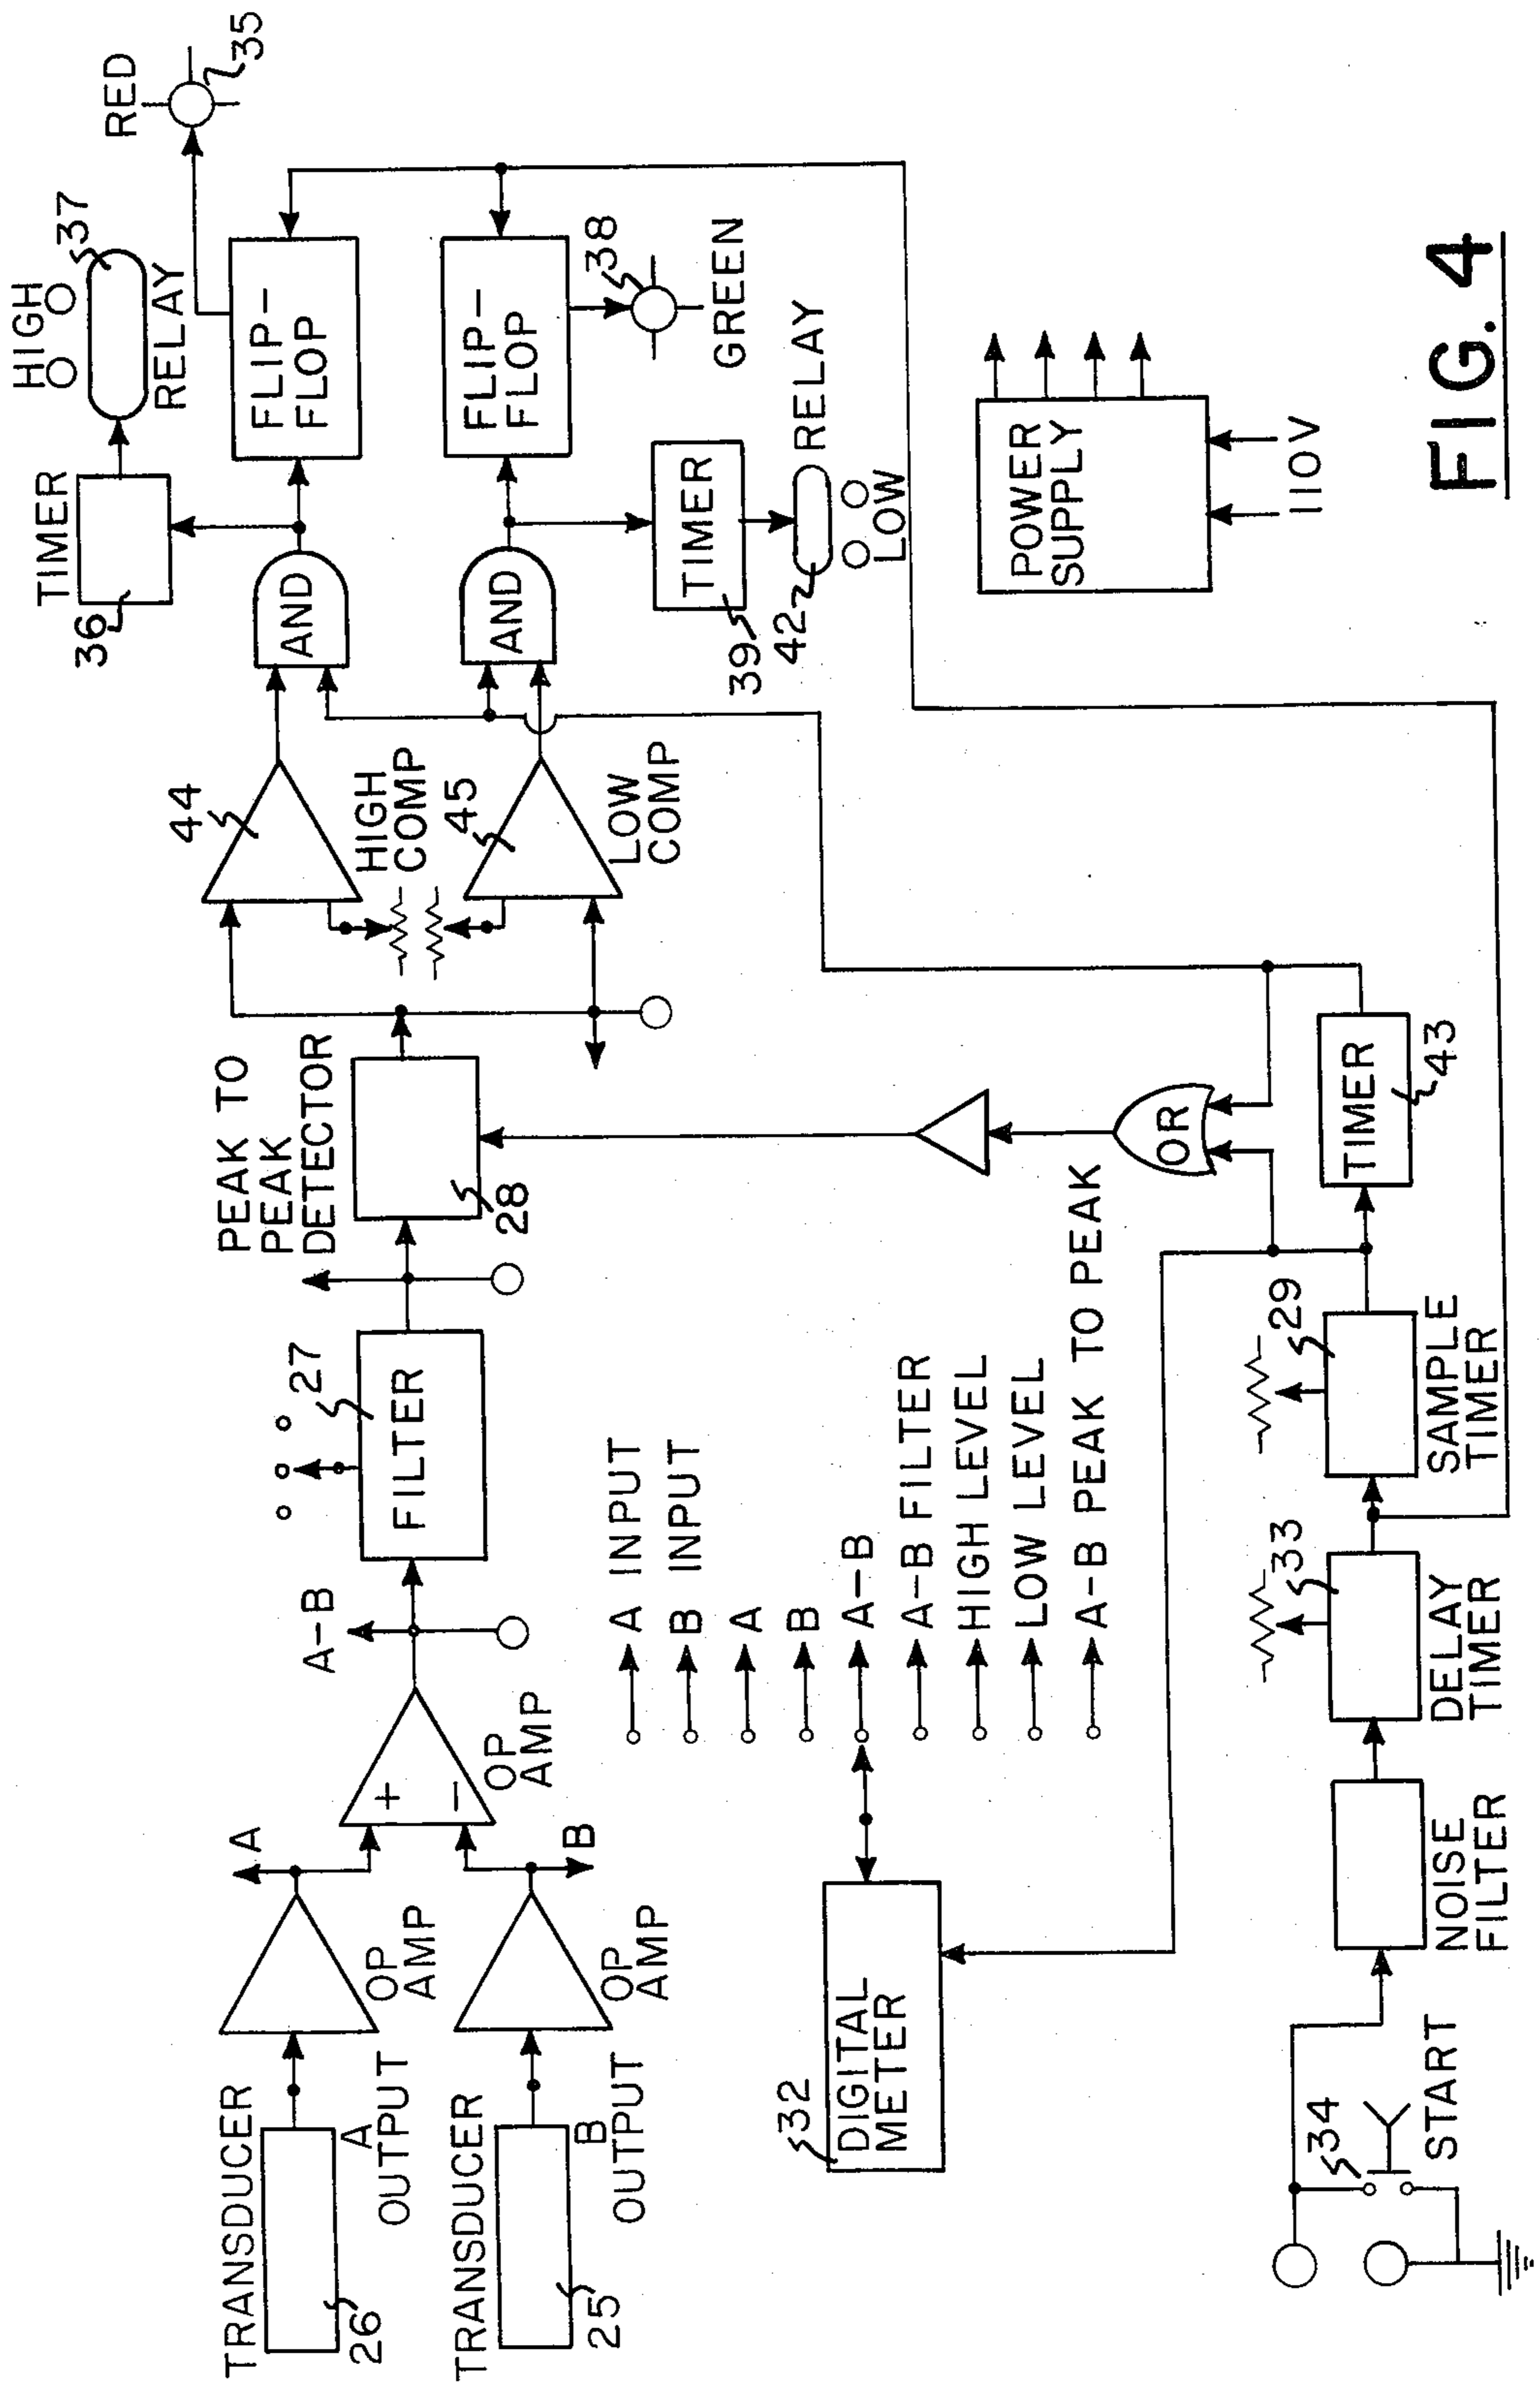 TRANSDUCER
26
A
OUTPUT
OP
AMP
A
TRANSDUCER
25
B
OUTPUT
OP
AMP
B
+
−
OP
AMP
A-B
27
FILTER
PEAK TO
PEAK
DETECTOR
28
44
HIGH
COMP
45
LOW
COMP
AND
AND
TIMER
36
HIGH
37
RELAY
RED
35
FLIP-
FLOP
FLIP-
FLOP
38
GREEN
TIMER
39
RELAY
42
LOW
A INPUT
B INPUT
A
B
A-B
A-B FILTER
HIGH LEVEL
LOW LEVEL
A-B PEAK TO PEAK
32
DIGITAL
METER
OR
POWER
SUPPLY
110V
34
START
NOISE
FILTER
33
DELAY
TIMER
29
SAMPLE
TIMER
TIMER
43
FIG. 4